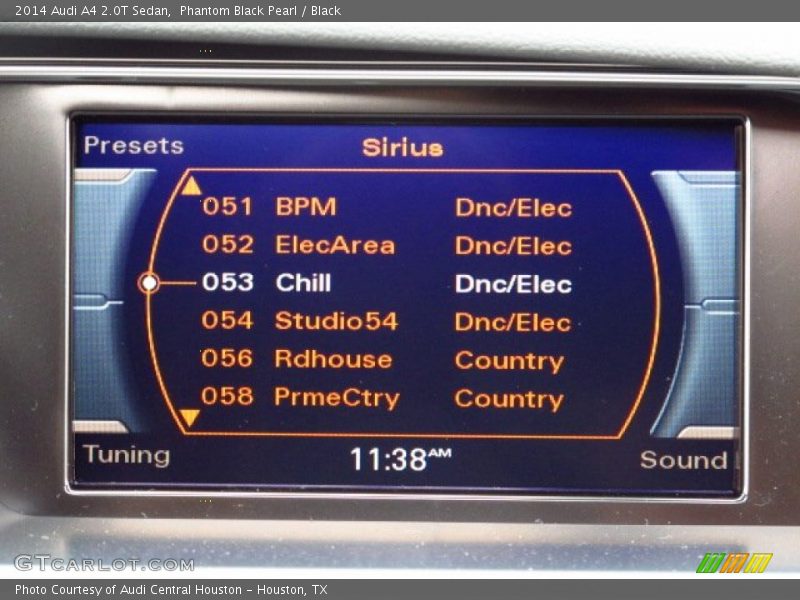 2014 Audi A4 2.0T Sedan, Phantom Black Pearl / Black
Presets Sirius
051 BPM Dnc/Elec
052 ElecArea Dnc/Elec
053 Chill Dnc/Elec
054 Studio54 Dnc/Elec
056 Rdhouse Country
058 PrmeCtry Country
Tuning 11:38 AM Sound
GTCARLOT.COM
Photo Courtesy of Audi Central Houston - Houston, TX